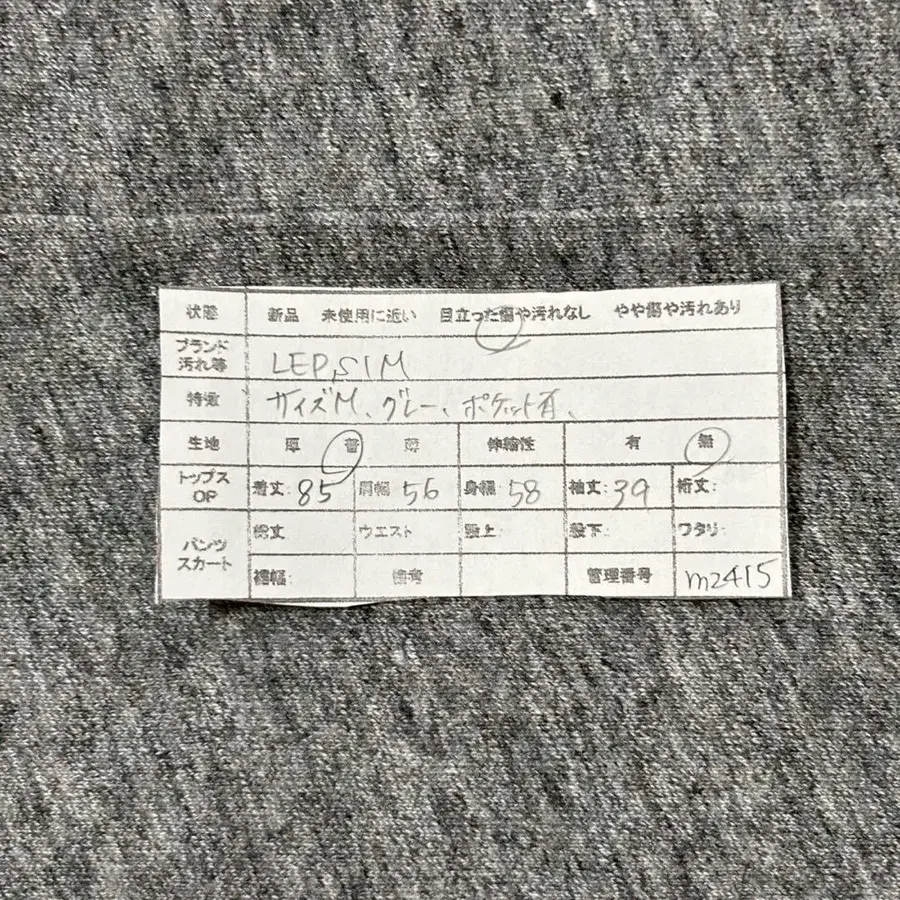 状態 新品 未使用に近い 目立った傷や汚れなし やや傷や汚れあり
ブランド
汚れ等 LEPSIM
特徴 サイズM、グレー、ポケット有、
生地 厚 普 薄 伸縮性 有 無
トップス
OP 着丈: 85 肩幅 56 身幅: 58 袖丈: 39 裄丈:
パンツ
スカート 総丈 ウエスト 股上: 股下: ワタリ:
裾幅: 備考 管理番号 m2415